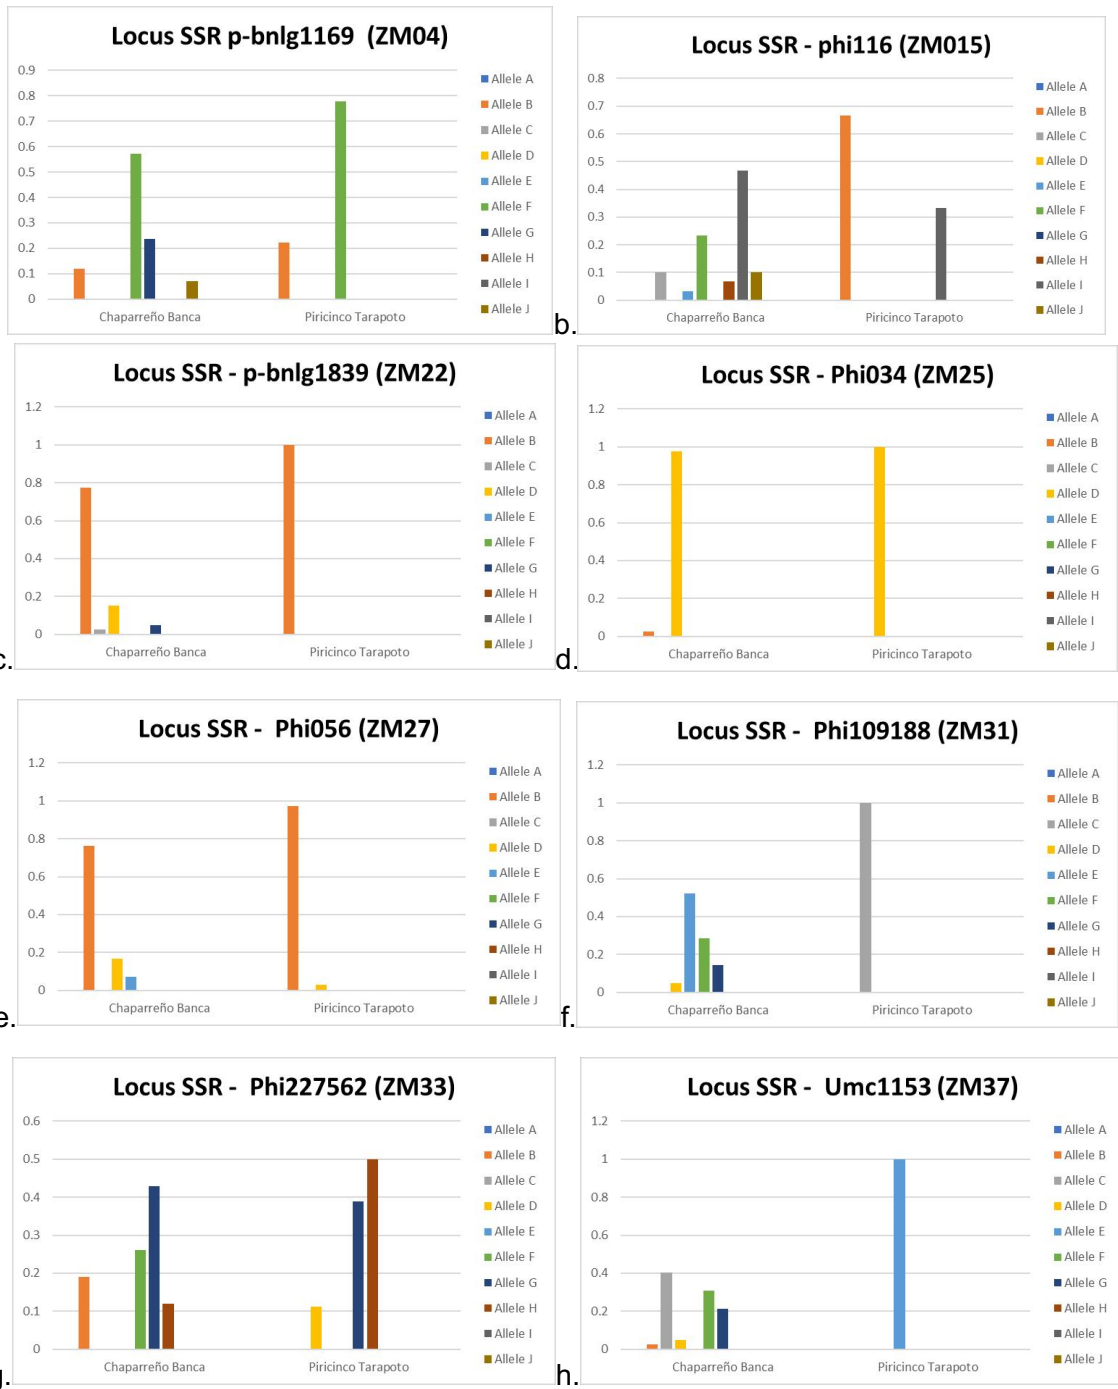 Locus SSR p-bnlg1169 (ZM04)
0.9
0.8
0.7
0.6
0.5
0.4
0.3
0.2
0.1
0
Chaparreño Banca
Piricinco Tarapoto
Allele A
Allele B
Allele C
Allele D
Allele E
Allele F
Allele G
Allele H
Allele I
Allele J
b.
Locus SSR - phi116 (ZM015)
0.8
0.7
0.6
0.5
0.4
0.3
0.2
0.1
0
Chaparreño Banca
Piricinco Tarapoto
Allele A
Allele B
Allele C
Allele D
Allele E
Allele F
Allele G
Allele H
Allele I
Allele J
c.
Locus SSR - p-bnlg1839 (ZM22)
1.2
1
0.8
0.6
0.4
0.2
0
Chaparreño Banca
Piricinco Tarapoto
Allele A
Allele B
Allele C
Allele D
Allele E
Allele F
Allele G
Allele H
Allele I
Allele J
d.
Locus SSR - Phi034 (ZM25)
1.2
1
0.8
0.6
0.4
0.2
0
Chaparreño Banca
Piricinco Tarapoto
Allele A
Allele B
Allele C
Allele D
Allele E
Allele F
Allele G
Allele H
Allele I
Allele J
e.
Locus SSR - Phi056 (ZM27)
1.2
1
0.8
0.6
0.4
0.2
0
Chaparreño Banca
Piricinco Tarapoto
Allele A
Allele B
Allele C
Allele D
Allele E
Allele F
Allele G
Allele H
Allele I
Allele J
f.
Locus SSR - Phi109188 (ZM31)
1.2
1
0.8
0.6
0.4
0.2
0
Chaparreño Banca
Piricinco Tarapoto
Allele A
Allele B
Allele C
Allele D
Allele E
Allele F
Allele G
Allele H
Allele I
Allele J
g.
Locus SSR - Phi227562 (ZM33)
0.6
0.5
0.4
0.3
0.2
0.1
0
Chaparreño Banca
Piricinco Tarapoto
Allele A
Allele B
Allele C
Allele D
Allele E
Allele F
Allele G
Allele H
Allele I
Allele J
h.
Locus SSR - Umc1153 (ZM37)
1.2
1
0.8
0.6
0.4
0.2
0
Chaparreño Banca
Piricinco Tarapoto
Allele A
Allele B
Allele C
Allele D
Allele E
Allele F
Allele G
Allele H
Allele I
Allele J